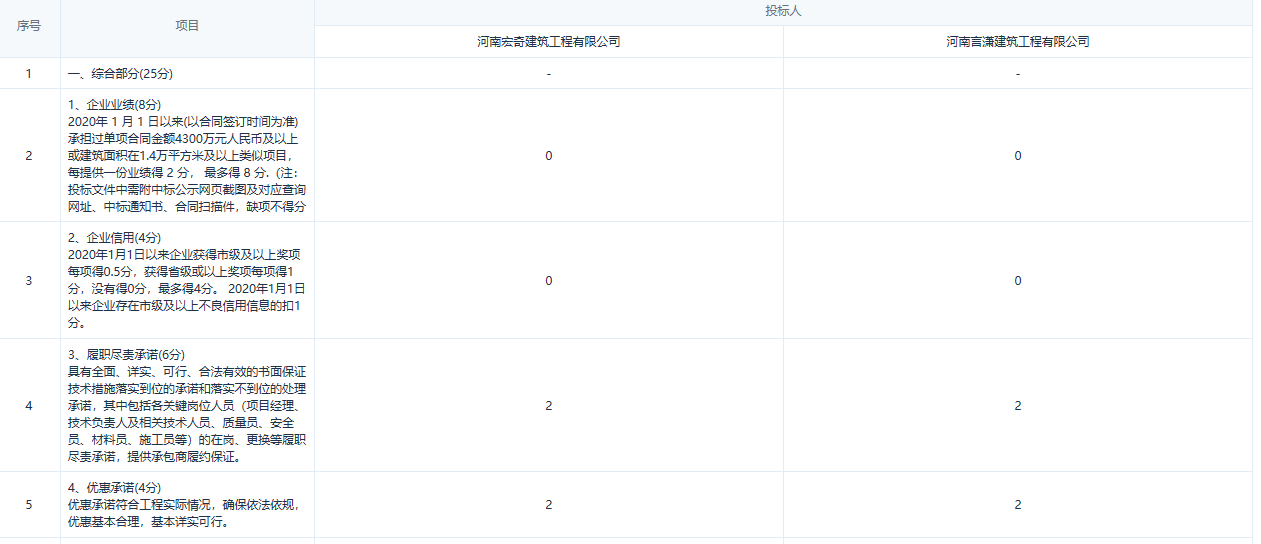 序号
项目
投标人
河南宏奇建筑工程有限公司
河南言潇建筑工程有限公司
1
一、综合部分(25分)
-
-
2
1、企业业绩(8分)
2020年 1 月 1 日以来(以合同签订时间为准)
承担过单项合同金额4300万元人民币及以上
或建筑面积在1.4万平方米及以上类似项目，
每提供一份业绩得 2 分， 最多得 8 分.（注：
投标文件中需附中标公示网页截图及对应查询
网址、中标通知书、合同扫描件，缺项不得分
0
0
3
2、企业信用(4分)
2020年1月1日以来企业获得市级及以上奖项
每项得0.5分，获得省级或以上奖项每项得1
分，没有得0分，最多得4分。 2020年1月1日
以来企业存在市级及以上不良信用信息的扣1
分。
0
0
4
3、履职尽责承诺(6分)
具有全面、详实、可行、合法有效的书面保证
技术措施落实到位的承诺和落实不到位的处理
承诺，其中包括各关键岗位人员（项目经理、
技术负责人及相关技术人员、质量员、安全
员、材料员、施工员等）的在岗、更换等履职
尽责承诺，提供承包商履约保证。
2
2
5
4、优惠承诺(4分)
优惠承诺符合工程实际情况，确保依法依规，
优惠基本合理，基本详实可行。
2
2